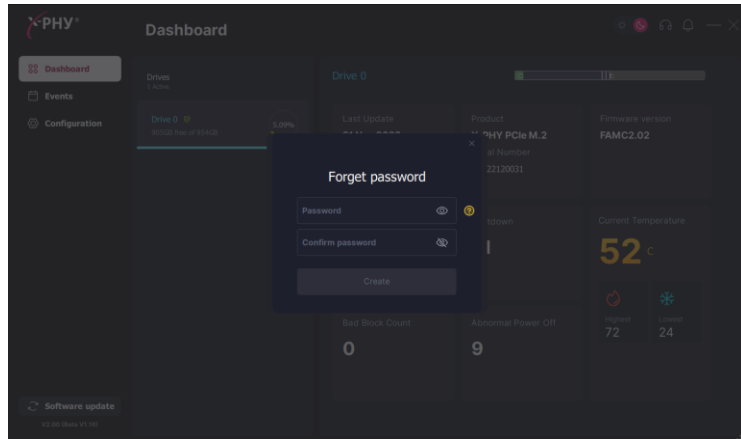 X-PHY®
Dashboard
Dashboard
Events
Configuration
Software update
Drives
Drive 0
5.09%
Drive 0
Last Update
Product
PHY PCIe M.2
al Number
22120031
Firmware version
FAMC2.02
tdown
Current Temperature
52 C
Highest
72
Lowest
24
Bad Block Count
0
Abnormal Power Off
9
Forget password
Password
Confirm password
Create